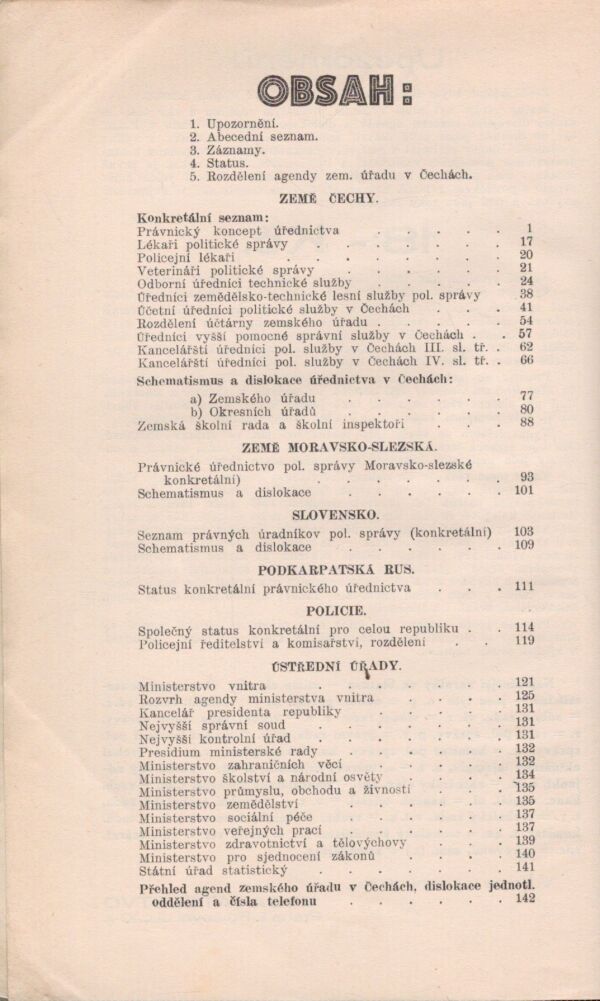 OBSAH:
1. Upozornění.
2. Abecední seznam.
3. Záznamy.
4. Status.
5. Rozdělení agendy zem. úřadu v Čechách.
ZEMĚ ČECHY.
Konkretální seznam:
Právnický koncept úřednictva . . . . . 1
Lékaři politické správy . . . . . . 17
Policejní lékaři . . . . . . . 20
Veterináři politické správy . . . . . 21
Odborní úředníci technické služby . . . . 24
Úředníci zemědělsko-technické lesní služby pol. správy 38
Účetní úředníci politické služby v Čechách . . . 41
Rozdělení účtárny zemského úřadu . . . . . 54
Úředníci vyšší pomocné správní služby v Čechách . . 57
Kancelářští úředníci pol. služby v Čechách III. sl. tř. . 62
Kancelářští úředníci pol. služby v Čechách IV. sl. tř. . 66
Schematismus a dislokace úřednictva v Čechách:
a) Zemského úřadu . . . . . 77
b) Okresních úřadů . . . . . 80
Zemská školní rada a školní inspektoři . . . . 88
ZEMĚ MORAVSKO-SLEZSKÁ.
Právnické úřednictvo pol. správy Moravsko-slezské
konkretální) . . . . . . 93
Schematismus a dislokace . . . . . 101
SLOVENSKO.
Seznam právných úradníkov pol. správy (konkretální) 103
Schematismus a dislokace . . . . . 109
PODKARPATSKÁ RUS.
Status konkretální právnického úřednictva . . . 111
POLICIE.
Společný status konkretální pro celou republiku . . 114
Policejní ředitelství a komisařství, rozdělení . . 119
ÚSTŘEDNÍ ÚŘADY.
Ministerstvo vnitra . . . . . . 121
Rozvrh agendy ministerstva vnitra . . . . 125
Kancelář presidenta republiky . . . . . 131
Nejvyšší správní soud . . . . . . 131
Nejvyšší kontrolní úřad . . . . . . 131
Presidium ministerské rady . . . . . 132
Ministerstvo zahraničních věcí . . . . . 132
Ministerstvo školství a národní osvěty . . . . 134
Ministerstvo průmyslu, obchodu a živností . . . 135
Ministerstvo zemědělství . . . . . 135
Ministerstvo sociální péče . . . . . 137
Ministerstvo veřejných prací . . . . . 137
Ministerstvo zdravotnictví a tělovýchovy . . . 139
Ministerstvo pro sjednocení zákonů . . . . 140
Státní úřad statistický . . . . . . 141
Přehled agend zemského úřadu v Čechách, dislokace jednotl.
oddělení a čísla telefonu . . . . . 142